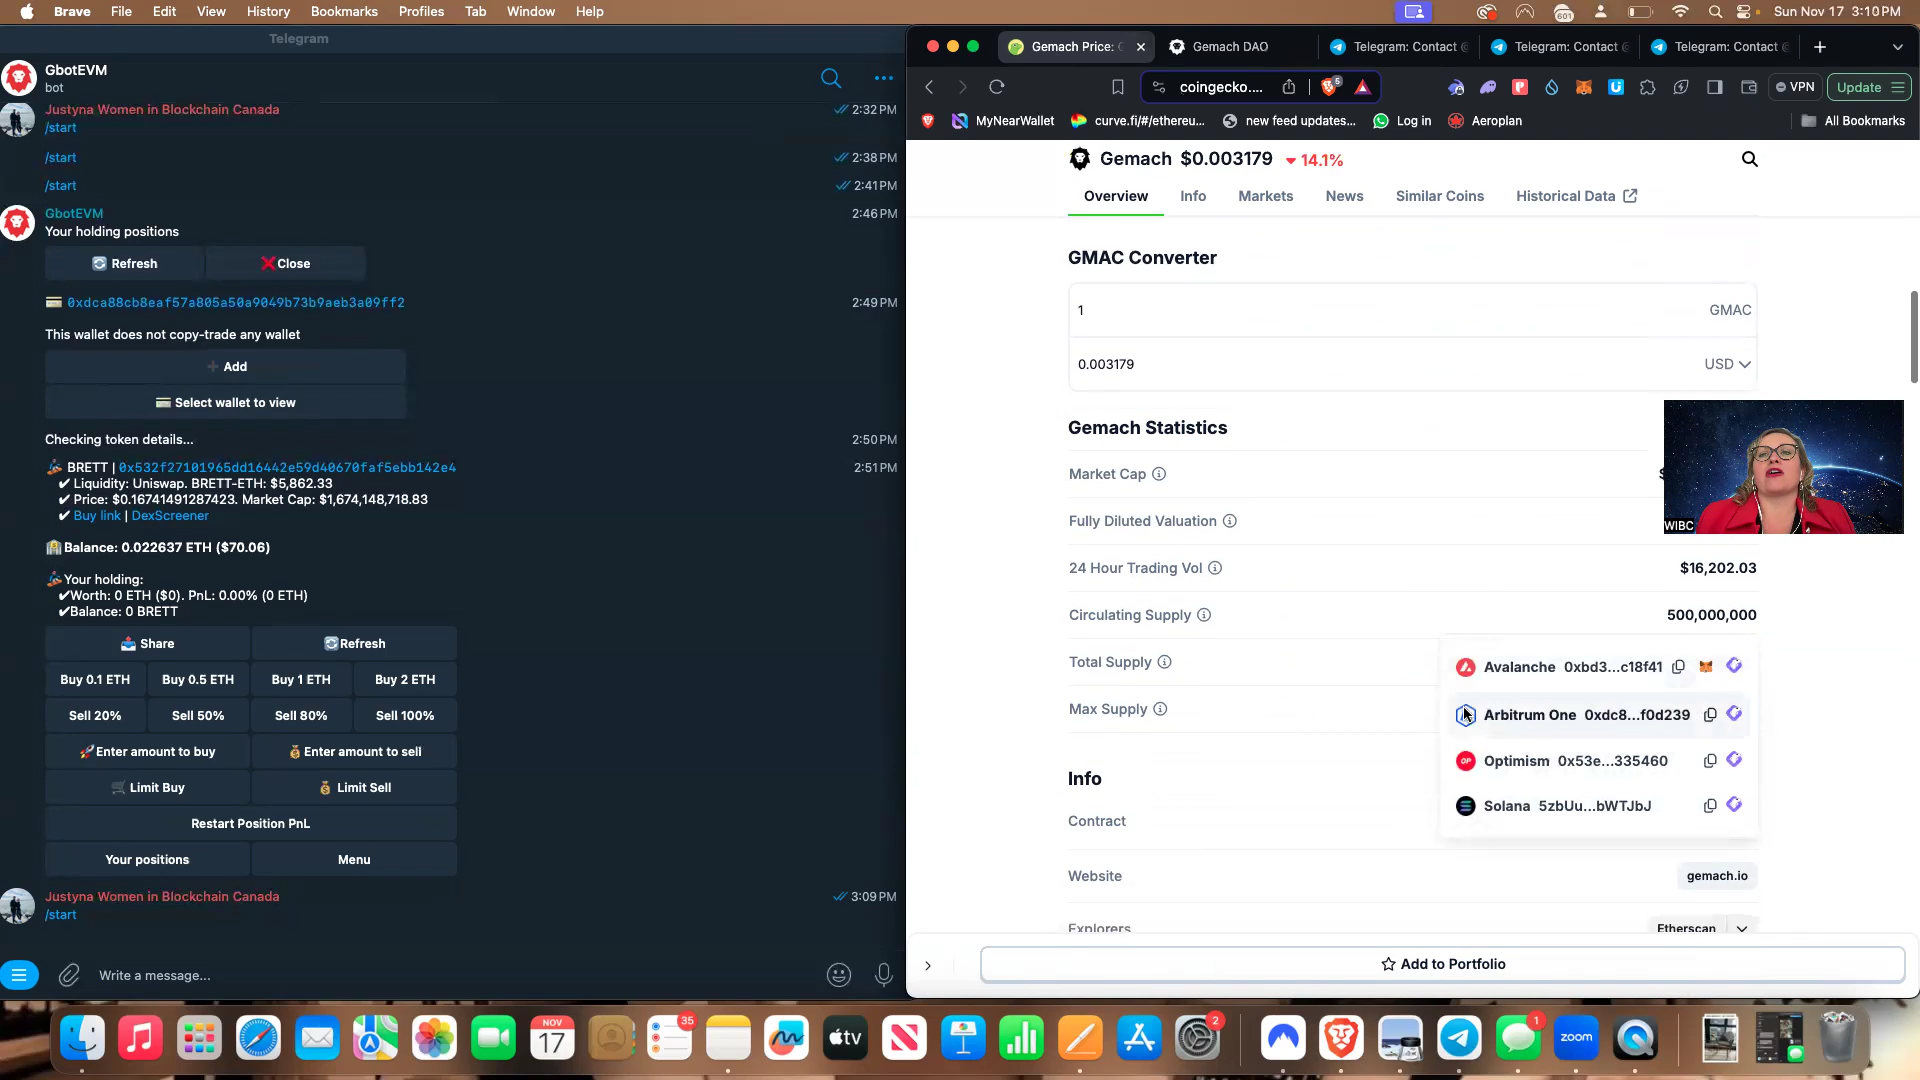 Brave File Edit View History Bookmarks Profiles Tab Window Help
601
Sun Nov 17 3:10 PM
Telegram
GbotEVM
bot
Justyna Women in Blockchain Canada
/start
2:32 PM
/start
2:38 PM
/start
2:41 PM
GbotEVM
2:46 PM
Your holding positions
Refresh
Close
0xdca88cb8eaf57a805a50a9049b73b9aeb3a09ff2
2:49 PM
This wallet does not copy-trade any wallet
Add
Select wallet to view
Checking token details...
2:50 PM
BRETT | 0x532f27101965dd16442e59d40670faf5ebb142e4
2:51 PM
Liquidity: Uniswap. BRETT-ETH: $5,862.33
Price: $0.16741491287423. Market Cap: $1,674,148,718.83
Buy link | DexScreener
Balance: 0.022637 ETH ($70.06)
Your holding:
Worth: 0 ETH ($0). PnL: 0.00% (0 ETH)
Balance: 0 BRETT
Share
Refresh
Buy 0.1 ETH
Buy 0.5 ETH
Buy 1 ETH
Buy 2 ETH
Sell 20%
Sell 50%
Sell 80%
Sell 100%
Enter amount to buy
Enter amount to sell
Limit Buy
Limit Sell
Restart Position PnL
Your positions
Menu
Justyna Women in Blockchain Canada
/start
3:09 PM
Write a message...
Gemach Price:
Gemach DAO
Telegram: Contact @
Telegram: Contact @
Telegram: Contact @
coingecko....
5
VPN
Update
MyNearWallet
curve.fi/#/ethereu...
new feed updates...
Log in
Aeroplan
All Bookmarks
Gemach $0.003179 14.1%
Overview
Info
Markets
News
Similar Coins
Historical Data
GMAC Converter
1
GMAC
0.003179
USD
Gemach Statistics
Market Cap
$
Fully Diluted Valuation
24 Hour Trading Vol
$16,202.03
Circulating Supply
500,000,000
Total Supply
Max Supply
WIBC
Avalanche 0xbd3...c18f41
Arbitrum One 0xdc8...f0d239
OP
Optimism 0x53e...335460
Solana 5zbUu...bWTJbJ
Info
Contract
Website
gemach.io
Explorers
Etherscan
Add to Portfolio
NOV
17
35
tv
2
1
zoom